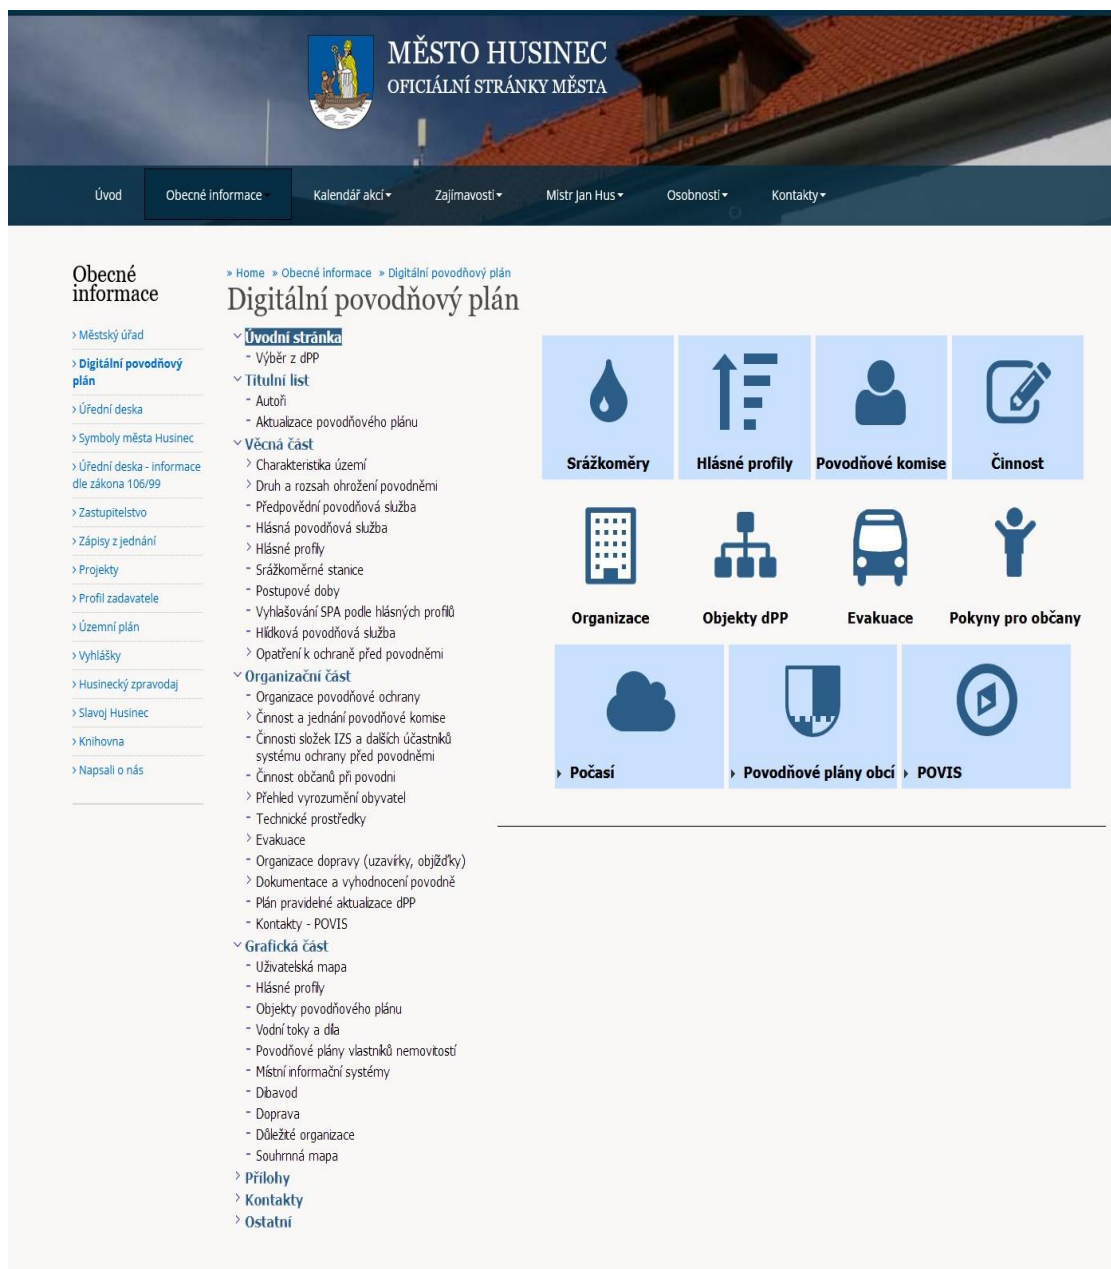 MĚSTO HUSINEC
OFICIÁLNÍ STRÁNKY MĚSTA
Úvod
Obecné informace
Kalendář akcí
Zajímavosti
Mistr Jan Hus
Osobnosti
Kontakty
Obecné
informace
› Městský úřad
› Digitální povodňový
plán
› Úřední deska
› Symboly města Husinec
› Úřední deska - informace
dle zákona 106/99
› Zastupitelstvo
› Zápisy z jednání
› Projekty
› Profil zadavatele
› Územní plán
› Vyhlášky
› Husinecký zpravodaj
› Slavoj Husinec
› Knihovna
› Napsali o nás
» Home » Obecné informace » Digitální povodňový plán
Digitální povodňový plán
Úvodní stránka
- Výběr z dPP
Titulní list
- Autoři
- Aktualizace povodňového plánu
Věcná část
› Charakteristika území
› Druh a rozsah ohrožení povodněmi
- Předpovědní povodňová služba
- Hlásná povodňová služba
› Hlásné profily
- Srážkoměrné stanice
- Postupové doby
- Vyhlašování SPA podle hlásných profilů
- Hlídková povodňová služba
› Opatření k ochraně před povodněmi
Organizační část
- Organizace povodňové ochrany
› Činnost a jednání povodňové komise
- Činnosti složek IZS a dalších účastníků
systému ochrany před povodněmi
- Činnost občanů při povodni
› Přehled vyrozumění obyvatel
- Technické prostředky
› Evakuace
- Organizace dopravy (uzavírky, objížďky)
› Dokumentace a vyhodnocení povodně
- Plán pravidelné aktualizace dPP
- Kontakty - POVIS
Grafická část
- Uživatelská mapa
- Hlásné profily
- Objekty povodňového plánu
- Vodní toky a díla
- Povodňové plány vlastníků nemovitostí
- Místní informační systémy
- Dibavod
- Doprava
- Důležité organizace
- Souhrnná mapa
› Přílohy
› Kontakty
› Ostatní
Srážkoměry
Hlásné profily
Povodňové komise
Činnost
Organizace
Objekty dPP
Evakuace
Pokyny pro občany
Počasí
Povodňové plány obcí
POVIS